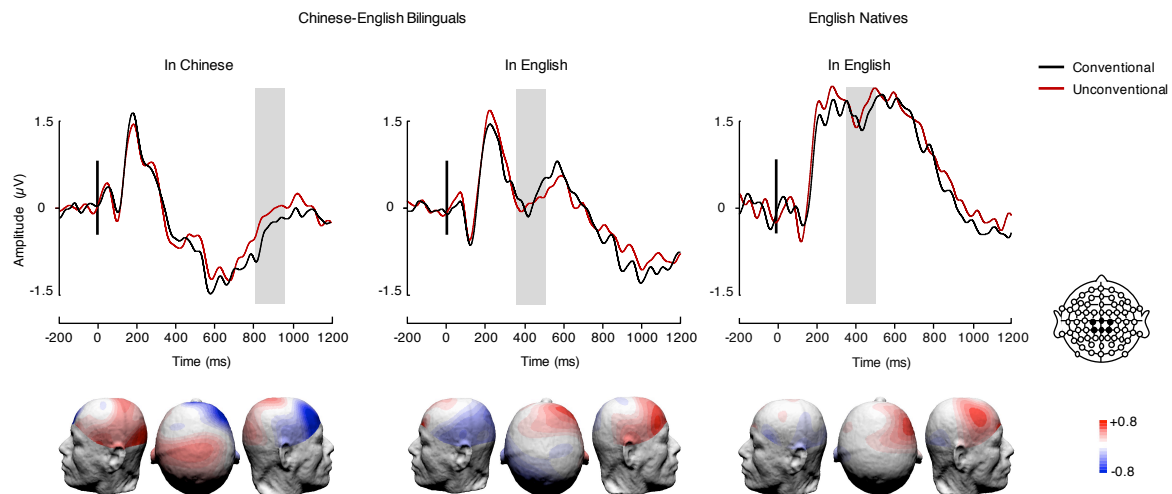 Chinese-English Bilinguals
English Natives
In Chinese
In English
In English
Conventional
Unconventional
Amplitude (µV)
1.5
0
-1.5
1.5
0
-1.5
1.5
0
-1.5
-200 0 200 400 600 800 1000 1200
-200 0 200 400 600 800 1000 1200
-200 0 200 400 600 800 1000 1200
Time (ms)
Time (ms)
Time (ms)
+0.8
-0.8